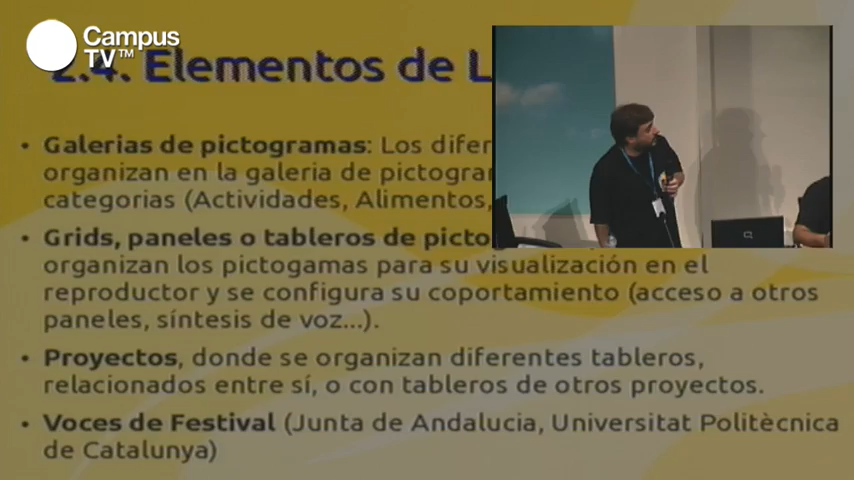 Campus
TV™
2.4. Elementos de L
• Galerias de pictogramas: Los difer
organizan en la galeria de pictogra
categorias (Actividades, Alimentos,
• Grids, paneles o tableros de picto
organizan los pictogamas para su visualización en el
reproductor y se configura su coportamiento (acceso a otros
paneles, síntesis de voz...).
• Proyectos, donde se organizan diferentes tableros,
relacionados entre sí, o con tableros de otros proyectos.
• Voces de Festival (Junta de Andalucia, Universitat Politècnica
de Catalunya)